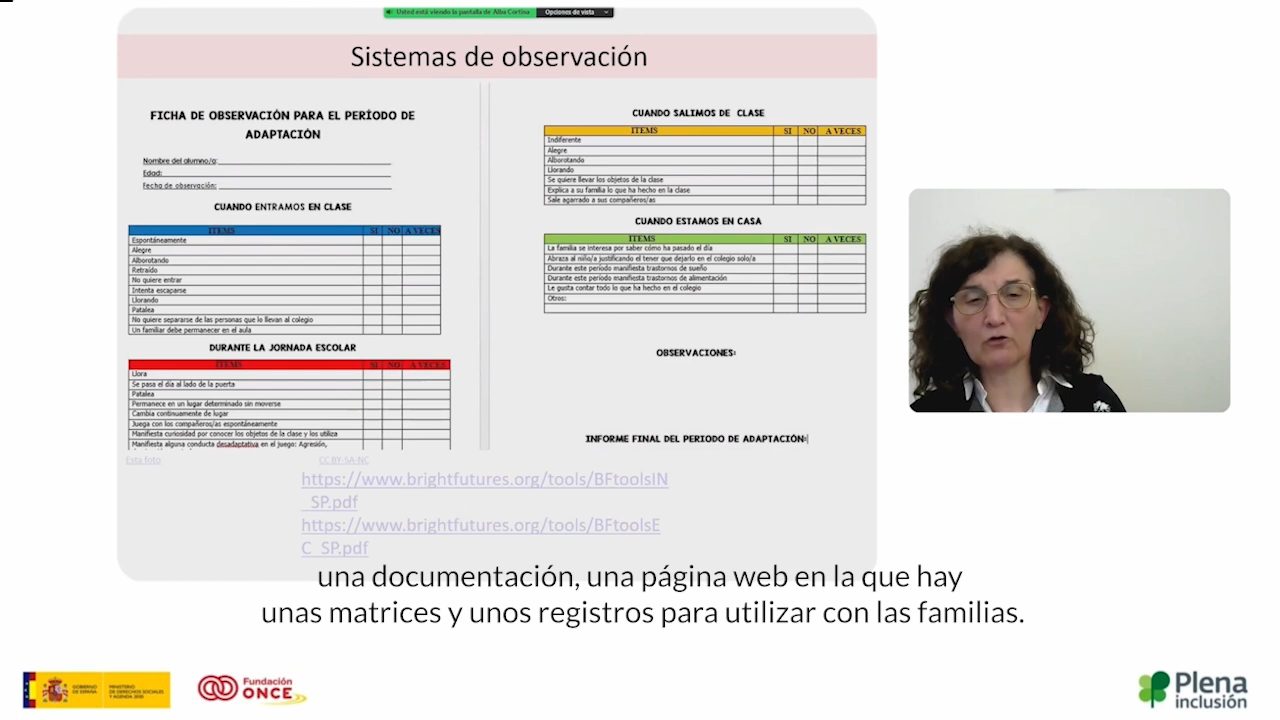 Usted está viendo la pantalla de Alba Cortina
Opciones de vista
Sistemas de observación
FICHA DE OBSERVACIÓN PARA EL PERÍODO DE
ADAPTACIÓN
Nombre del alumno/a:
Edad:
Fecha de observación:
CUANDO ENTRAMOS EN CLASE
ITEMS SI NO A VECES
Espontáneamente
Alegre
Alborotando
Retraído
No quiere entrar
Intenta escaparse
Llorando
Patalea
No quiere separarse de las personas que lo llevan al colegio
Un familiar debe permanecer en el aula
DURANTE LA JORNADA ESCOLAR
ITEMS SI NO A VECES
Llora
Se pasa el día al lado de la puerta
Patalea
Permanece en un lugar determinado sin moverse
Cambia continuamente de lugar
Juega con los compañeros/as espontáneamente
Manifiesta curiosidad por conocer los objetos de la clase y los utiliza
Manifiesta alguna conducta desadaptativa en el juego: Agresión,
CUANDO SALIMOS DE CLASE
ITEMS SI NO A VECES
Indiferente
Alegre
Alborotando
Llorando
Se quiere llevar los objetos de la clase
Explica a su familia lo que ha hecho en la clase
Sale agarrado a sus compañeros/as
CUANDO ESTAMOS EN CASA
ITEMS SI NO A VECES
La familia se interesa por saber cómo ha pasado el día
Abraza al niño/a justificando el tener que dejarlo en el colegio solo/a
Durante este período manifiesta trastornos de sueño
Durante este período manifiesta trastornos de alimentación
Le gusta contar todo lo que ha hecho en el colegio
Otros:
OBSERVACIONES:
INFORME FINAL DEL PERIODO DE ADAPTACIÓN:
Esta foto
CC BY-SA-NC
https://www.brightfutures.org/tools/BFtoolsIN
_SP.pdf
https://www.brightfutures.org/tools/BFtoolsE
C_SP.pdf
una documentación, una página web en la que hay
unas matrices y unos registros para utilizar con las familias.
GOBIERNO
DE ESPAÑA
MINISTERIO
DE DERECHOS SOCIALES
Y AGENDA 2030
Fundación
ONCE
Plena
inclusión